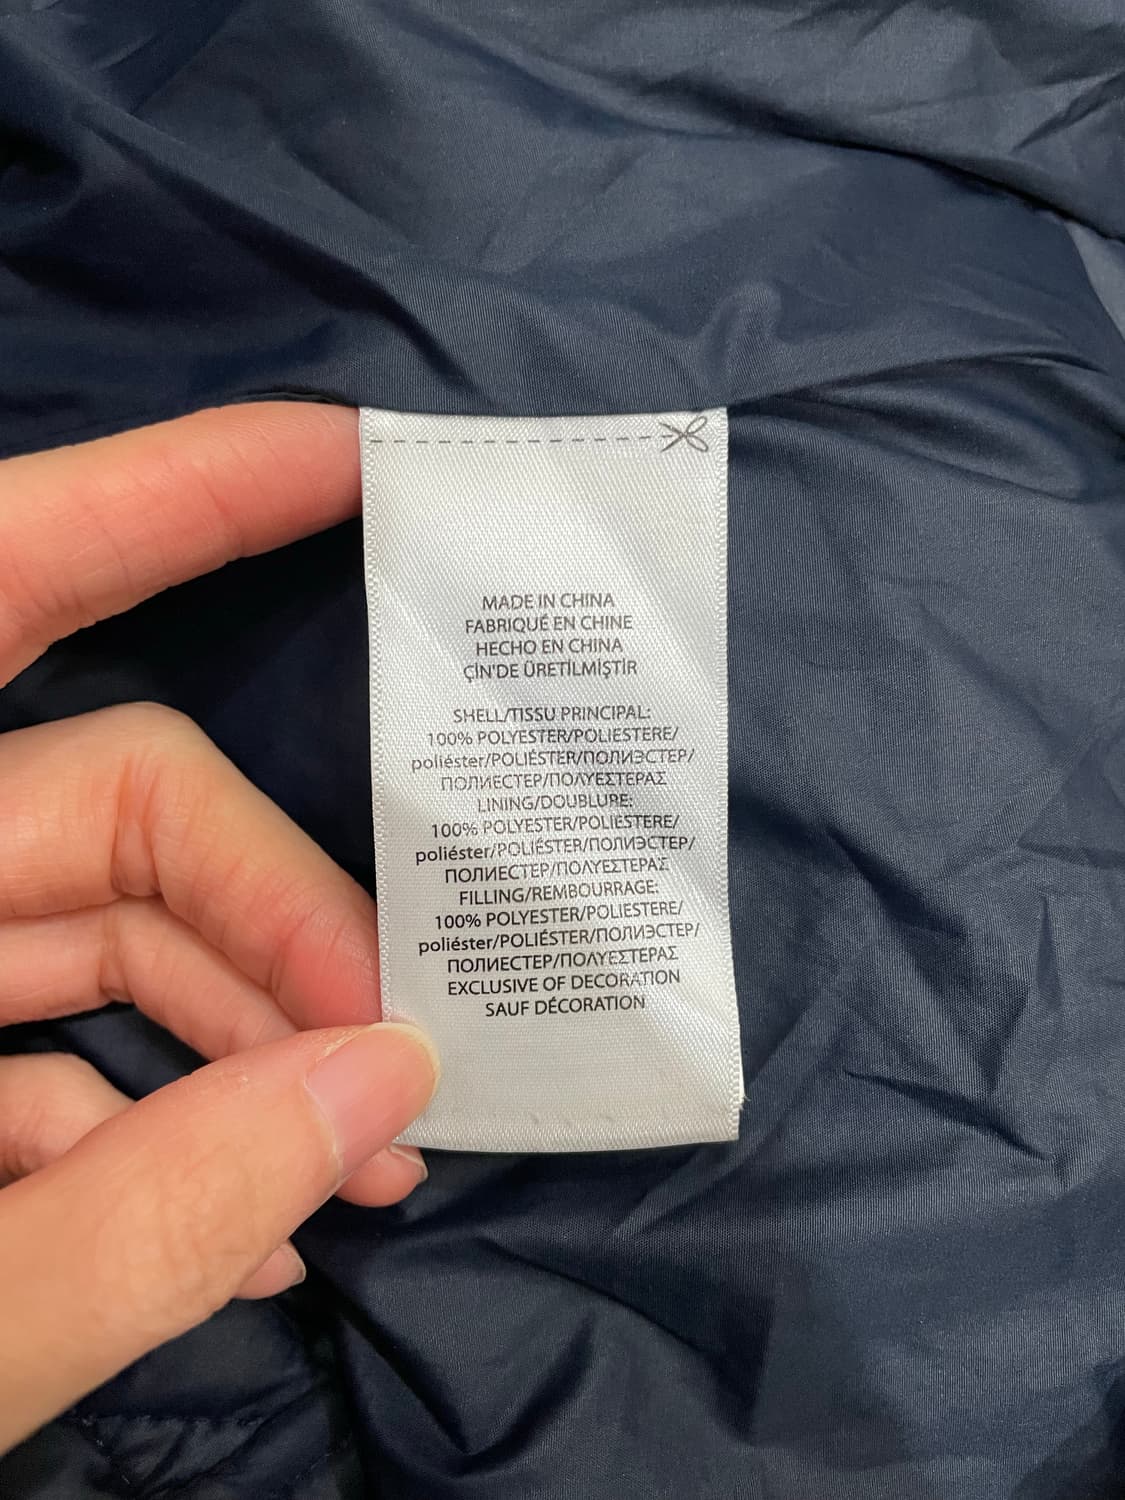 MADE IN CHINA
FABRIQUÉ EN CHINE
HECHO EN CHINA
ÇİN'DE ÜRETİLMİŞTİR
SHELL/TISSU PRINCIPAL:
100% POLYESTER/POLIESTERE/
poliéster/POLIÉSTER/ПОЛИЭСТЕР/
ПОЛИЕСТЕР/ΠΟΛΥΕΣΤΕΡΑΣ
LINING/DOUBLURE:
100% POLYESTER/POLIESTERE/
poliéster/POLIÉSTER/ПОЛИЭСТЕР/
ПОЛИЕСТЕР/ΠΟΛΥΕΣΤΕΡΑΣ
FILLING/REMBOURRAGE:
100% POLYESTER/POLIESTERE/
poliéster/POLIÉSTER/ПОЛИЭСТЕР/
ПОЛИЕСТЕР/ΠΟΛΥΕΣΤΕΡΑΣ
EXCLUSIVE OF DECORATION
SAUF DÉCORATION